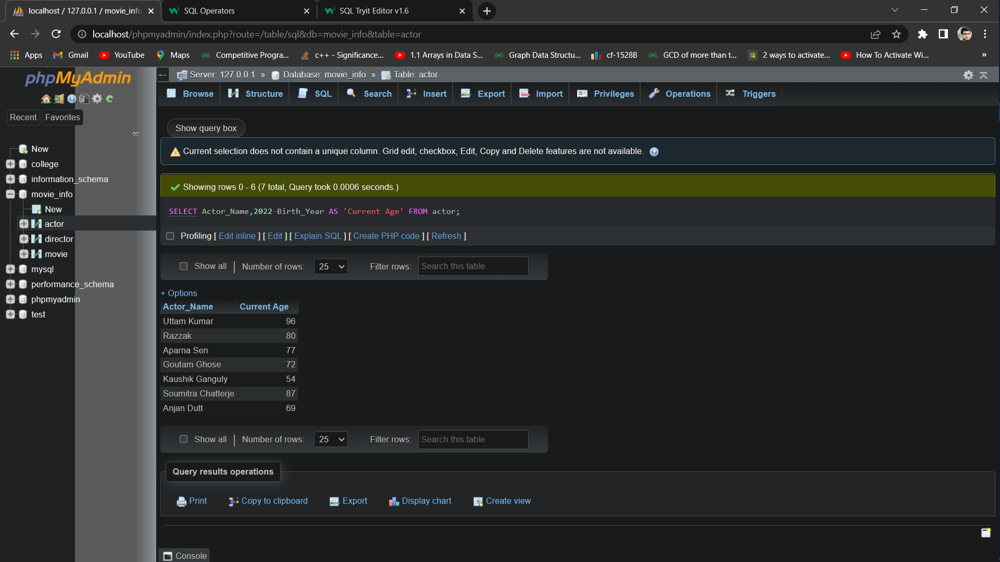 localhost / 127.0.0.1 / movie_info
SQL Operators
SQL Tryit Editor v1.6
localhost/phpmyadmin/index.php?route=/table/sql&db=movie_info&table=actor
Apps
Gmail
YouTube
Maps
Competitive Progra...
c++ - Significance...
1.1 Arrays in Data S...
Graph Data Structu...
cf-1528B
GCD of more than t...
2 ways to activate...
How To Activate Wi...
»
phpMyAdmin
Recent
Favorites
New
college
information_schema
movie_info
New
actor
director
movie
mysql
performance_schema
phpmyadmin
test
Server: 127.0.0.1 » Database: movie_info » Table: actor
Browse
Structure
SQL
Search
Insert
Export
Import
Privileges
Operations
Triggers
Show query box
Current selection does not contain a unique column. Grid edit, checkbox, Edit, Copy and Delete features are not available.
Showing rows 0 - 6 (7 total, Query took 0.0006 seconds.)
SELECT Actor_Name,2022-Birth_Year AS 'Current Age' FROM actor;
Profiling [ Edit inline ] [ Edit ] [ Explain SQL ] [ Create PHP code ] [ Refresh ]
Show all | Number of rows: 25 Filter rows: Search this table
+ Options
Actor_Name Current Age
Uttam Kumar 96
Razzak 80
Aparna Sen 77
Goutam Ghose 72
Kaushik Ganguly 54
Soumitra Chatterje 87
Anjan Dutt 69
Show all | Number of rows: 25 Filter rows: Search this table
Query results operations
Print
Copy to clipboard
Export
Display chart
Create view
Console